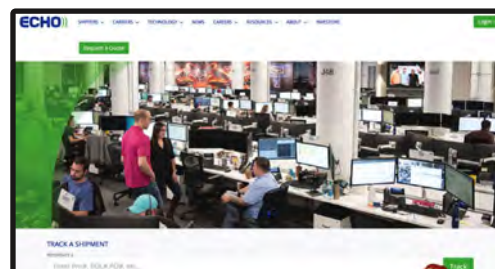 ECHO
SHIPPERS CARRIERS TECHNOLOGY NEWS CAREERS RESOURCES ABOUT INVESTORS
Login
Request a Quote
TRACK A SHIPMENT
Track